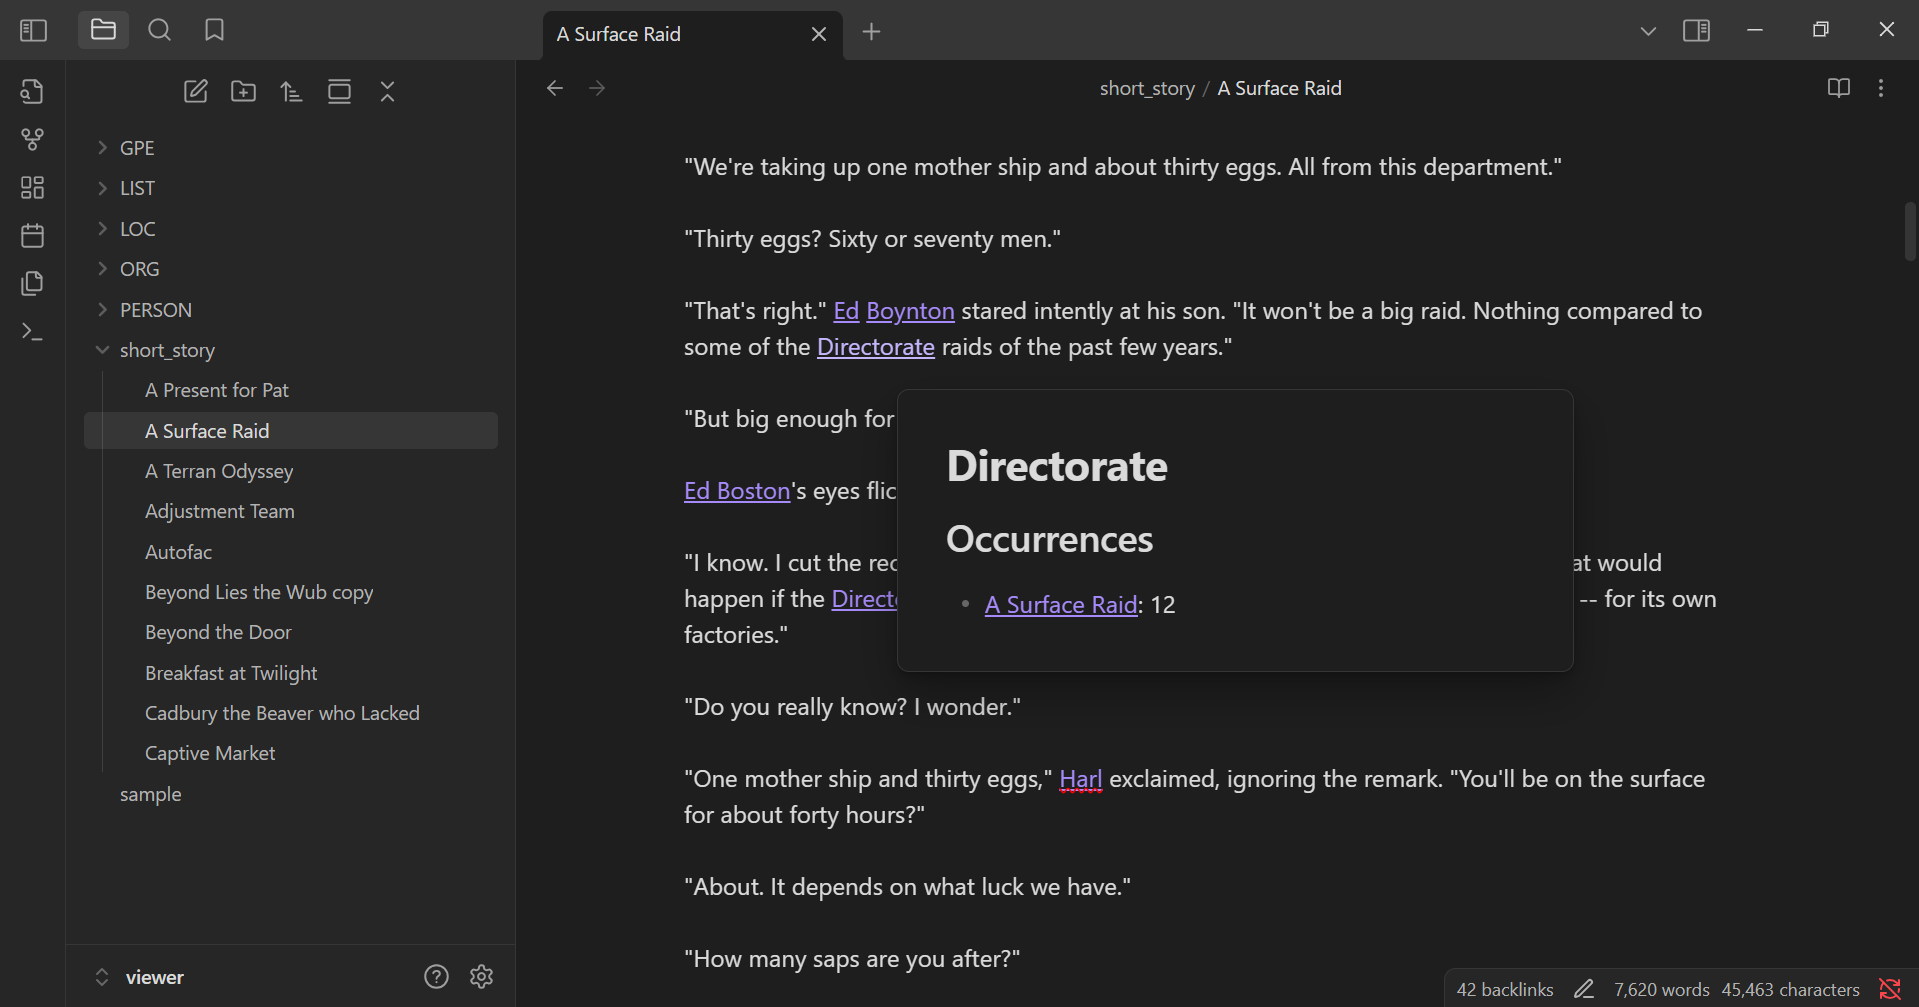 A Surface Raid
short_story / A Surface Raid
GPE
LIST
LOC
ORG
PERSON
short_story
A Present for Pat
A Surface Raid
A Terran Odyssey
Adjustment Team
Autofac
Beyond Lies the Wub copy
Beyond the Door
Breakfast at Twilight
Cadbury the Beaver who Lacked
Captive Market
sample
viewer
"We're taking up one mother ship and about thirty eggs. All from this department."
"Thirty eggs? Sixty or seventy men."
"That's right." Ed Boynton stared intently at his son. "It won't be a big raid. Nothing compared to
some of the Directorate raids of the past few years."
"But big enough for
Ed Boston's eyes flic
"I know. I cut the rec
at would
happen if the Direct
-- for its own
factories."
Directorate
Occurrences
• A Surface Raid: 12
"Do you really know? I wonder."
"One mother ship and thirty eggs," Harl exclaimed, ignoring the remark. "You'll be on the surface
for about forty hours?"
"About. It depends on what luck we have."
"How many saps are you after?"
42 backlinks 7,620 words 45,463 characters